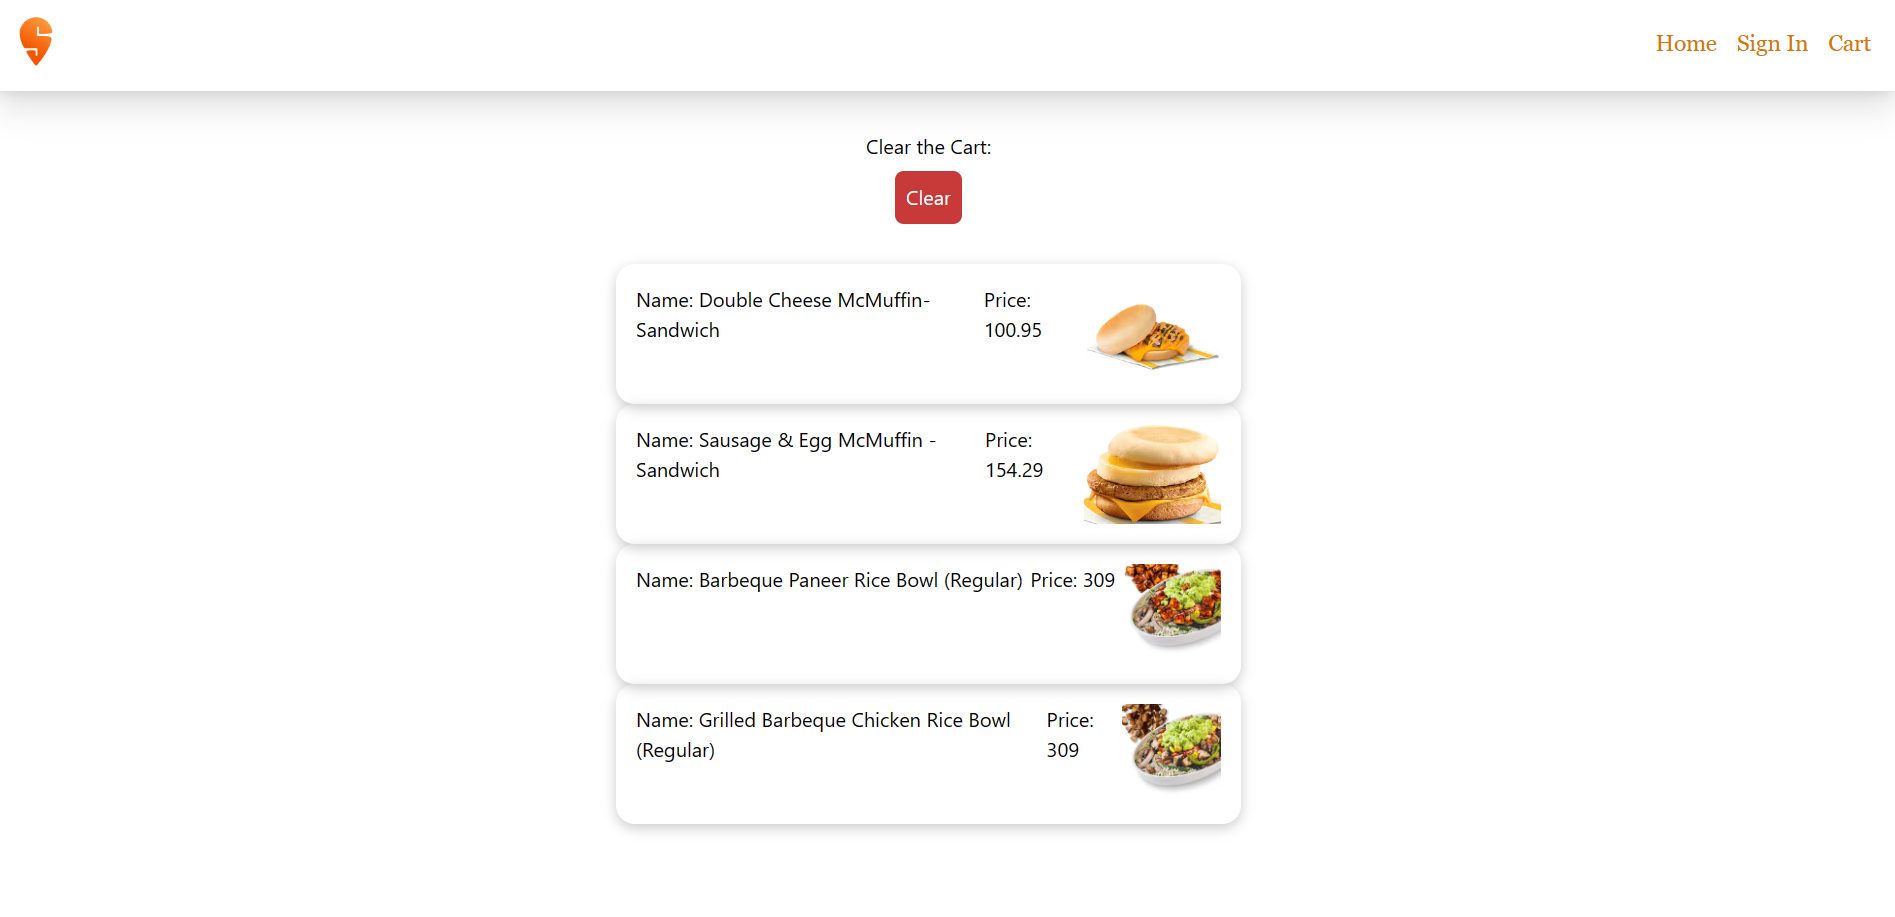 Home Sign In Cart
Clear the Cart:
Clear
Name: Double Cheese McMuffin- Price:
Sandwich 100.95
Name: Sausage & Egg McMuffin - Price:
Sandwich 154.29
Name: Barbeque Paneer Rice Bowl (Regular) Price: 309
Name: Grilled Barbeque Chicken Rice Bowl Price:
(Regular) 309